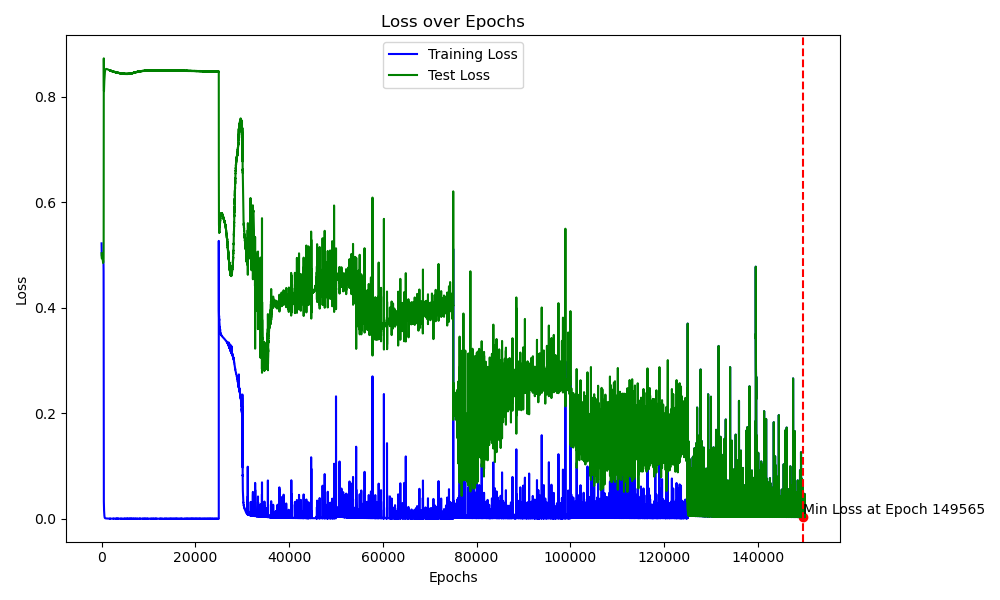 Loss over Epochs
Training Loss
Test Loss
0.8
0.6
0.4
0.2
0.0
Loss
Min Loss at Epoch 149565
0 20000 40000 60000 80000 100000 120000 140000
Epochs